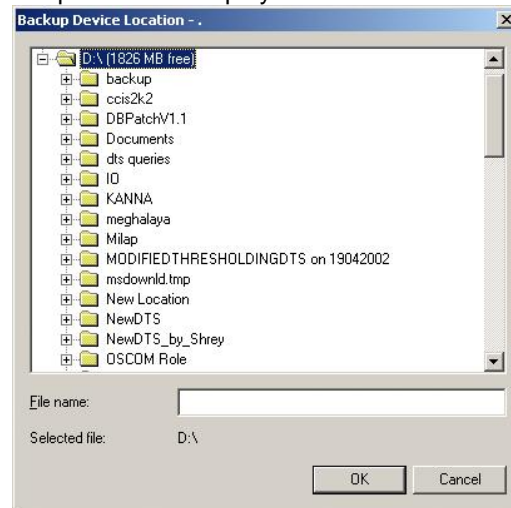 Backup Device Location - .
D:\ (1826 MB free)
backup
ccis2k2
DBPatchV1.1
Documents
dts queries
IO
KANNA
meghalaya
Milap
MODIFIEDTHRESHOLDINGDTS on 19042002
msdownld.tmp
New Location
NewDTS
NewDTS_by_Shrey
OSCOM Role
File name:
Selected file: D:\
OK Cancel